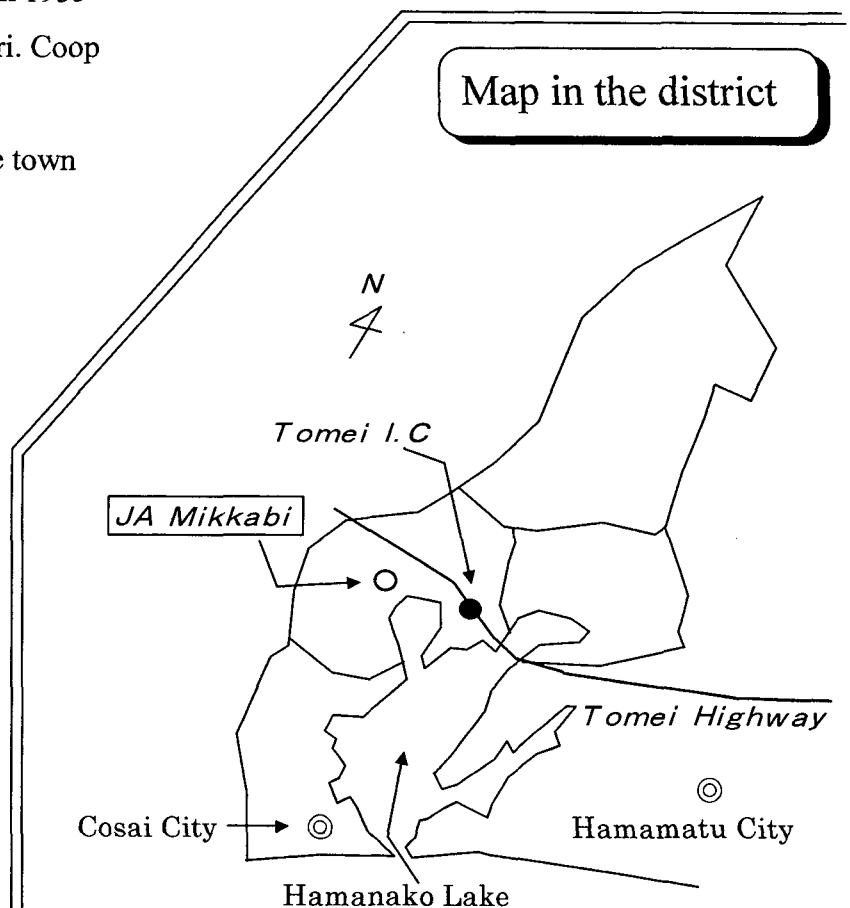 ri. Coop
Map in the district
e town
N
Tomei I.C
JA Mikkabi
Tomei Highway
Cosai City
Hamamatu City
Hamanako Lake